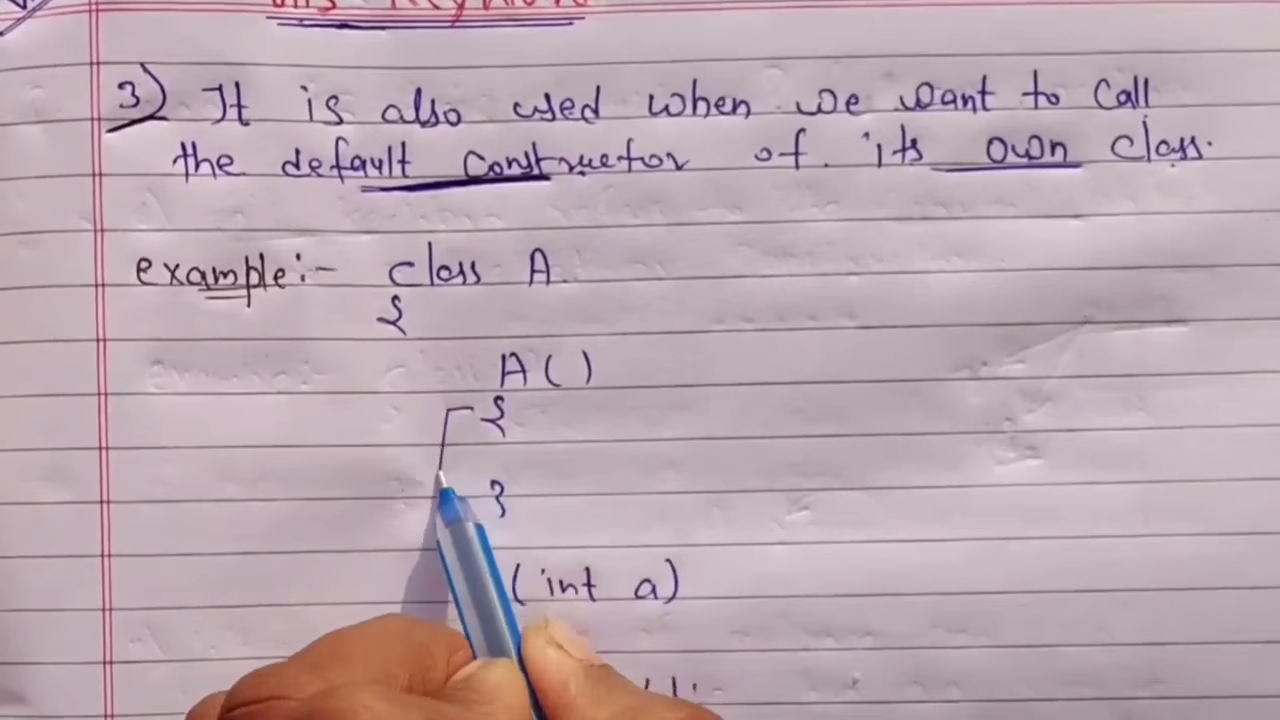 3) It is also used when we want to call
the default constructor of its own class.
example:- class A
{
A ( )
{
}
(int a)